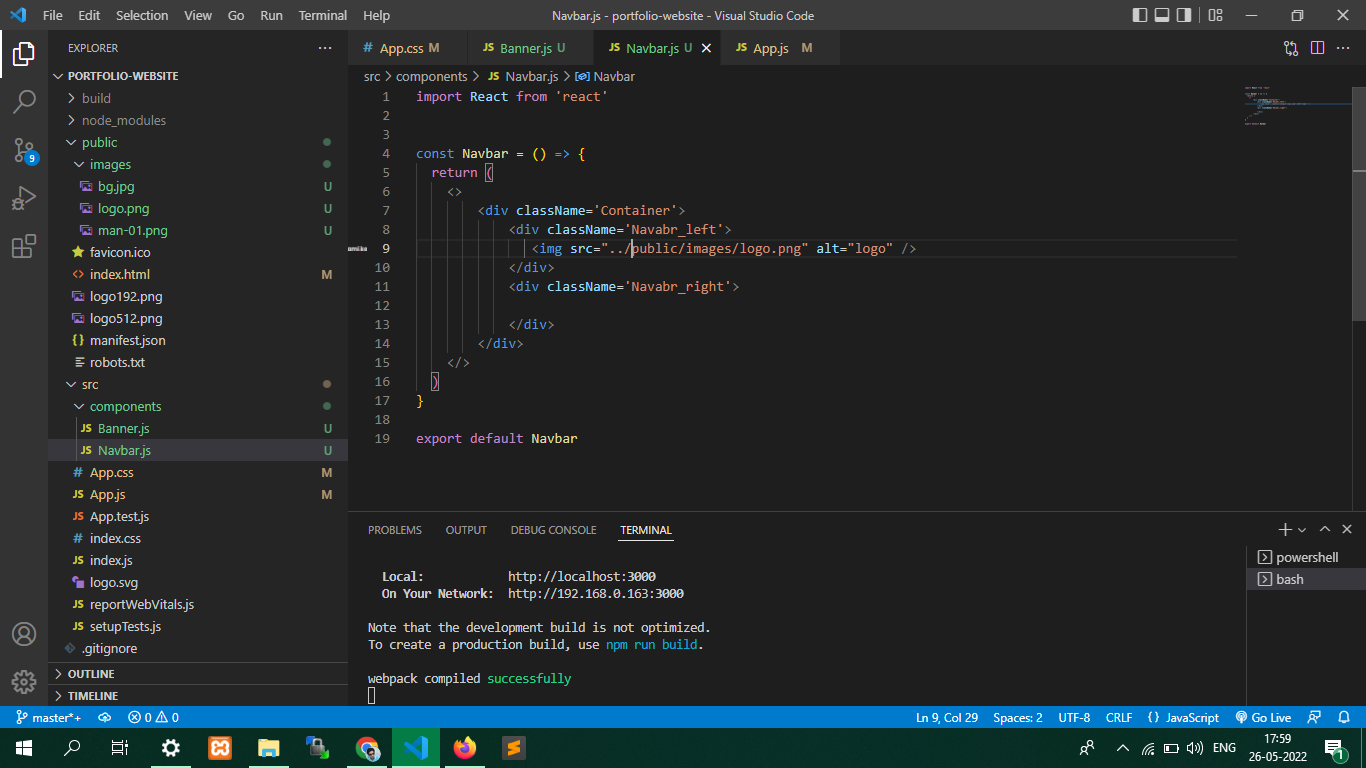 File Edit Selection View Go Run Terminal Help Navbar.js - portfolio-website - Visual Studio Code
EXPLORER
PORTFOLIO-WEBSITE
build
node_modules
public
images
bg.jpg U
logo.png U
man-01.png U
favicon.ico
index.html M
logo192.png
logo512.png
manifest.json
robots.txt
src
components
Banner.js U
Navbar.js U
App.css M
App.js M
App.test.js
index.css
index.js
logo.svg
reportWebVitals.js
setupTests.js
.gitignore
OUTLINE
TIMELINE
9
# App.css M JS Banner.js U JS Navbar.js U JS App.js M
src > components > JS Navbar.js > Navbar
1 import React from 'react'
2
3
4 const Navbar = () => {
5 return (
6 <>
7 <div className='Container'>
8 <div className='Navabr_left'>
9 <img src="../public/images/logo.png" alt="logo" />
10 </div>
11 <div className='Navabr_right'>
12
13 </div>
14 </div>
15 </>
16 )
17 }
18
19 export default Navbar
PROBLEMS OUTPUT DEBUG CONSOLE TERMINAL
Local: http://localhost:3000
On Your Network: http://192.168.0.163:3000
Note that the development build is not optimized.
To create a production build, use npm run build.
webpack compiled successfully
powershell
bash
master*+ 0 0 Ln 9, Col 29 Spaces: 2 UTF-8 CRLF {} JavaScript Go Live
ENG 17:59
26-05-2022
1